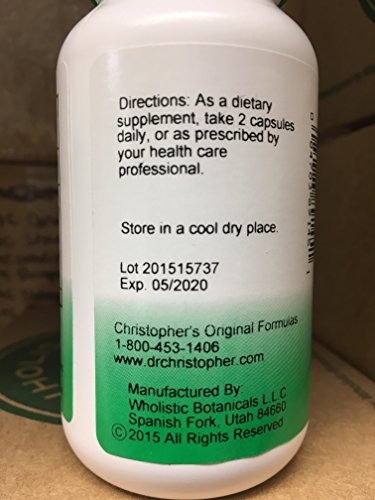 Directions: As a dietary
supplement, take 2 capsules
daily, or as prescribed by
your health care
professional.
Store in a cool dry place.
Lot 201515737
Exp. 05/2020
Christopher's Original Formulas
1-800-453-1406
www.drchristopher.com
Manufactured By:
Wholistic Botanicals L.L.C
Spanish Fork, Utah 84660
©2015 All Rights Reserved